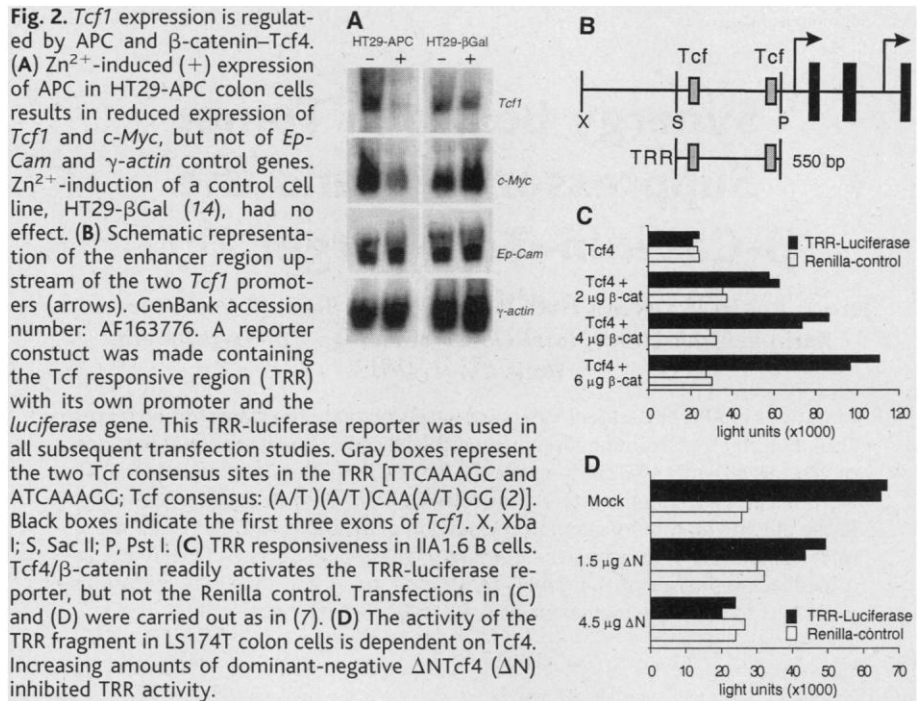 Fig. 2. Tcf1 expression is regulat-
ed by APC and β-catenin–Tcf4.
(A) Zn2+-induced (+) expression
of APC in HT29-APC colon cells
results in reduced expression of
Tcf1 and c-Myc, but not of Ep-
Cam and γ-actin control genes.
Zn2+-induction of a control cell
line, HT29-βGal (14), had no
effect. (B) Schematic representa-
tion of the enhancer region up-
stream of the two Tcf1 promot-
ers (arrows). GenBank accession
number: AF163776. A reporter
constuct was made containing
the Tcf responsive region (TRR)
with its own promoter and the
luciferase gene. This TRR-luciferase reporter was used in
all subsequent transfection studies. Gray boxes represent
the two Tcf consensus sites in the TRR [TTCAAAGC and
ATCAAAGG; Tcf consensus: (A/T)(A/T)CAA(A/T)GG (2)].
Black boxes indicate the first three exons of Tcf1. X, Xba
I; S, Sac II; P, Pst I. (C) TRR responsiveness in IIA1.6 B cells.
Tcf4/β-catenin readily activates the TRR-luciferase re-
porter, but not the Renilla control. Transfections in (C)
and (D) were carried out as in (7). (D) The activity of the
TRR fragment in LS174T colon cells is dependent on Tcf4.
Increasing amounts of dominant-negative ΔNTcf4 (ΔN)
inhibited TRR activity.
A
HT29-APC HT29-βGal
– + – +
Tcf1
c-Myc
Ep-Cam
γ-actin
B
Tcf Tcf
X S P
TRR 550 bp
C
TRR-Luciferase
Renilla-control
Tcf4
Tcf4 +
2 μg β-cat
Tcf4 +
4 μg β-cat
Tcf4 +
6 μg β-cat
0 20 40 60 80 100 120
light units (x1000)
D
Mock
1.5 μg ΔN
4.5 μg ΔN
TRR-Luciferase
Renilla-control
0 10 20 30 40 50 60 70
light units (x1000)